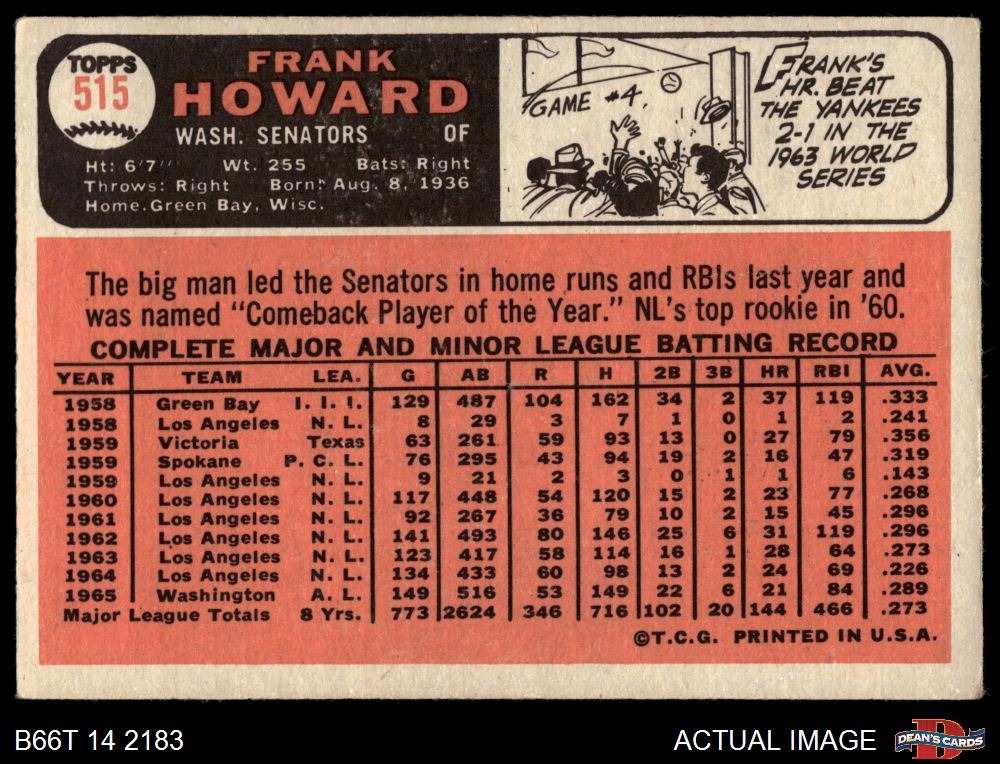 TOPPS
515
FRANK
HOWARD
WASH. SENATORS OF
Ht: 6'7" Wt. 255 Bats: Right
Throws: Right Born: Aug. 8, 1936
Home. Green Bay, Wisc.
GAME #4
FRANK'S
HR. BEAT
THE YANKEES
2-1 IN THE
1963 WORLD
SERIES
The big man led the Senators in home runs and RBIs last year and
was named "Comeback Player of the Year." NL's top rookie in '60.
COMPLETE MAJOR AND MINOR LEAGUE BATTING RECORD
YEAR TEAM LEA. G AB R H 2B 3B HR RBI AVG.
1958 Green Bay I. I. I. 129 487 104 162 34 2 37 119 .333
1958 Los Angeles N. L. 8 29 3 7 1 0 1 2 .241
1959 Victoria Texas 63 261 59 93 13 0 27 79 .356
1959 Spokane P. C. L. 76 295 43 94 19 2 16 47 .319
1959 Los Angeles N. L. 9 21 2 3 0 1 1 6 .143
1960 Los Angeles N. L. 117 448 54 120 15 2 23 77 .268
1961 Los Angeles N. L. 92 267 36 79 10 2 15 45 .296
1962 Los Angeles N. L. 141 493 80 146 25 6 31 119 .296
1963 Los Angeles N. L. 123 417 58 114 16 1 28 64 .273
1964 Los Angeles N. L. 134 433 60 98 13 2 24 69 .226
1965 Washington A. L. 149 516 53 149 22 6 21 84 .289
Major League Totals 8 Yrs. 773 2624 346 716 102 20 144 466 .273
©T.C.G. PRINTED IN U.S.A.
B66T 14 2183
ACTUAL IMAGE
DEAN'S CARDS